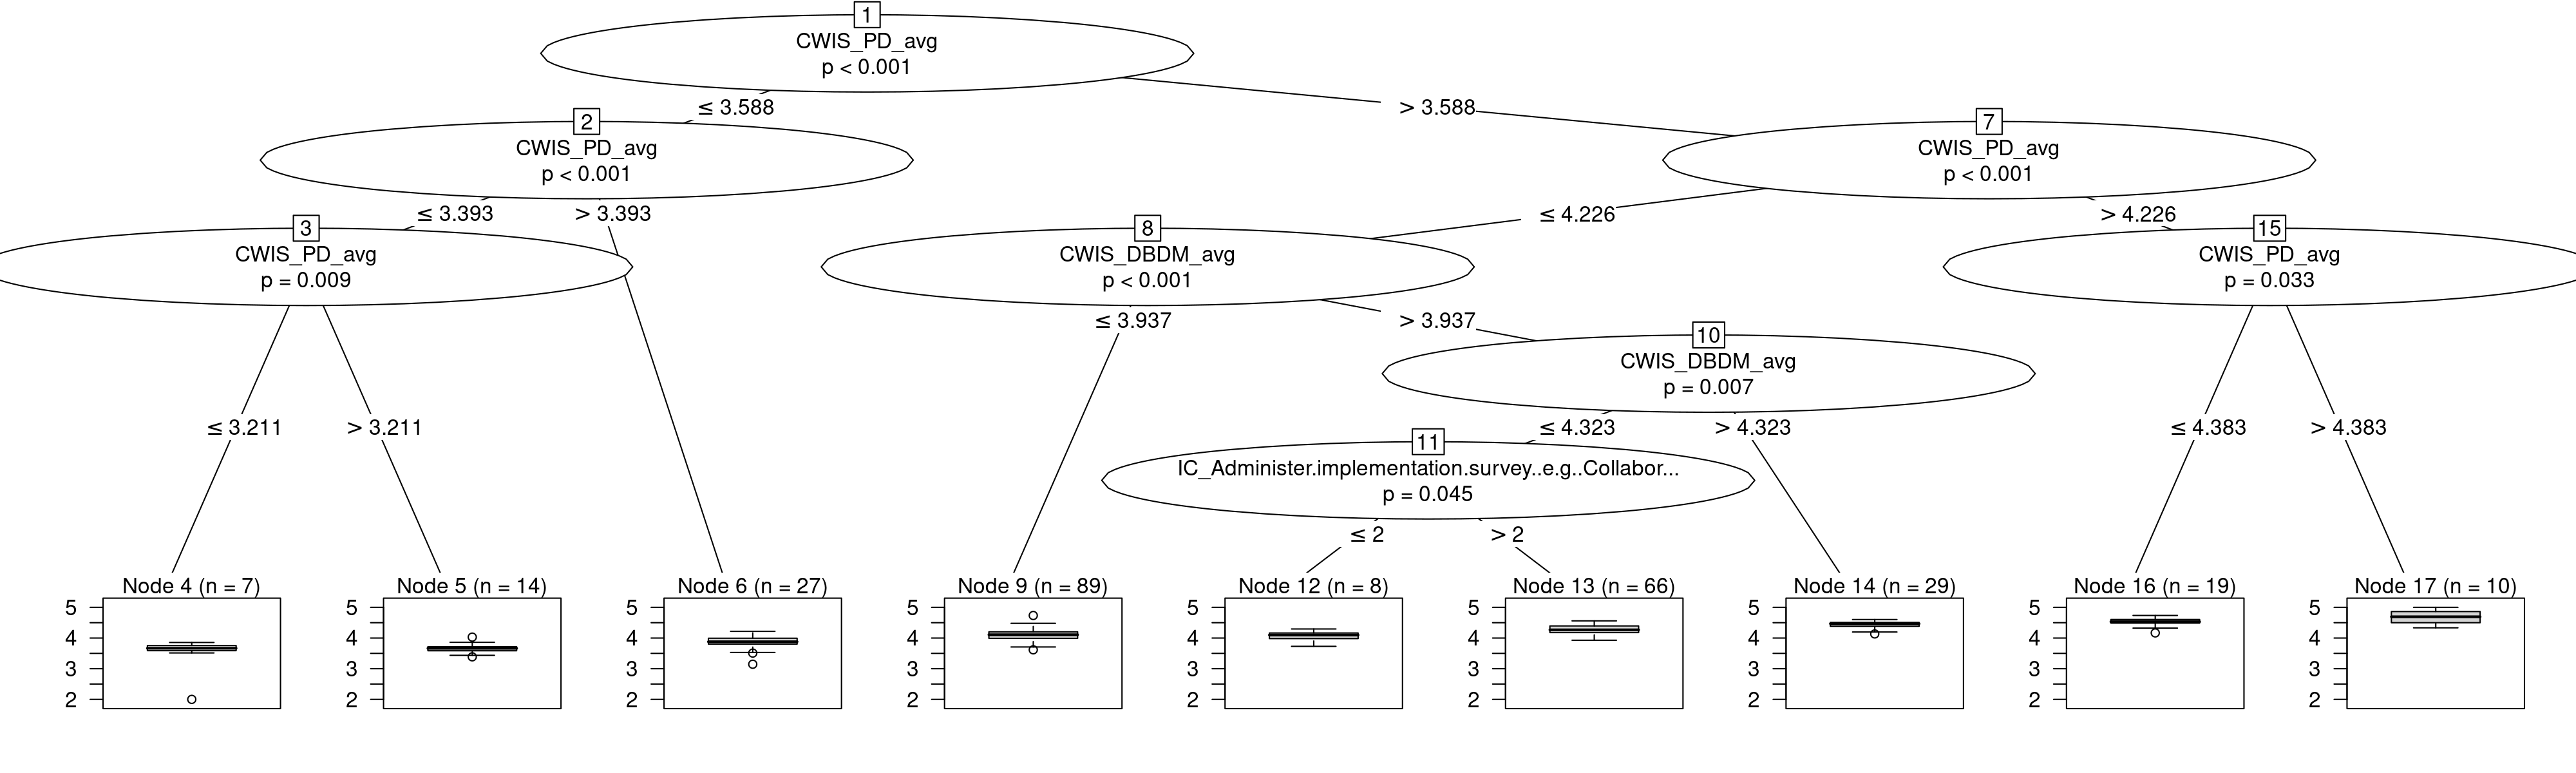 1
CWIS_PD_avg
p < 0.001
≤ 3.588
> 3.588
2
CWIS_PD_avg
p < 0.001
7
CWIS_PD_avg
p < 0.001
≤ 3.393
> 3.393
≤ 4.226
> 4.226
3
CWIS_PD_avg
p = 0.009
8
CWIS_DBDM_avg
p < 0.001
15
CWIS_PD_avg
p = 0.033
≤ 3.937
> 3.937
10
CWIS_DBDM_avg
p = 0.007
≤ 3.211
> 3.211
≤ 4.323
> 4.323
≤ 4.383
> 4.383
11
IC_Administer.implementation.survey..e.g..Collabor...
p = 0.045
≤ 2
> 2
Node 4 (n = 7)
5
4
3
2
Node 5 (n = 14)
5
4
3
2
Node 6 (n = 27)
5
4
3
2
Node 9 (n = 89)
5
4
3
2
Node 12 (n = 8)
5
4
3
2
Node 13 (n = 66)
5
4
3
2
Node 14 (n = 29)
5
4
3
2
Node 16 (n = 19)
5
4
3
2
Node 17 (n = 10)
5
4
3
2